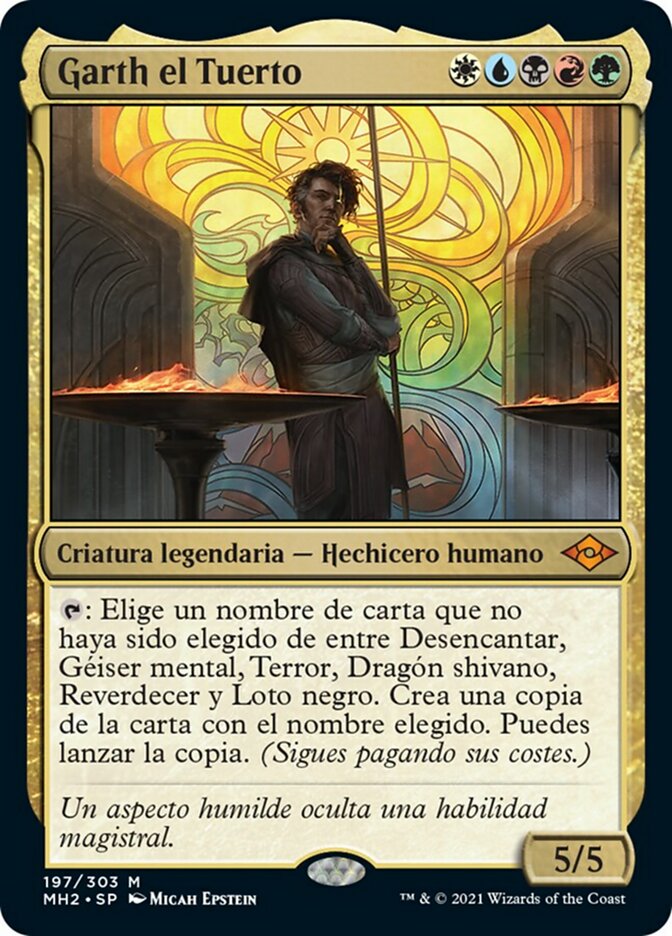 Garth el Tuerto
Criatura legendaria — Hechicero humano
: Elige un nombre de carta que no
haya sido elegido de entre Desencantar,
Géiser mental, Terror, Dragón shivano,
Reverdecer y Loto negro. Crea una copia
de la carta con el nombre elegido. Puedes
lanzar la copia. (Sigues pagando sus costes.)
Un aspecto humilde oculta una habilidad
magistral.
5/5
197/303 M
MH2 • SP Micah Epstein
™ & © 2021 Wizards of the Coast